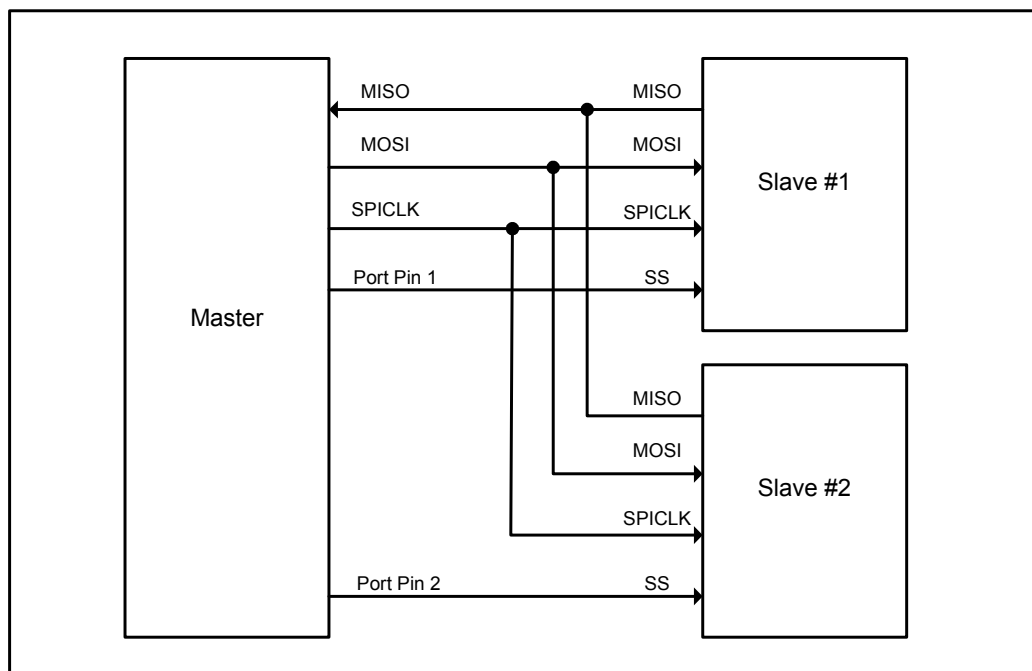 MISO MISO
MOSI MOSI
Slave #1
SPICLK SPICLK
Port Pin 1 SS
Master
MISO
MOSI
Slave #2
SPICLK
Port Pin 2 SS